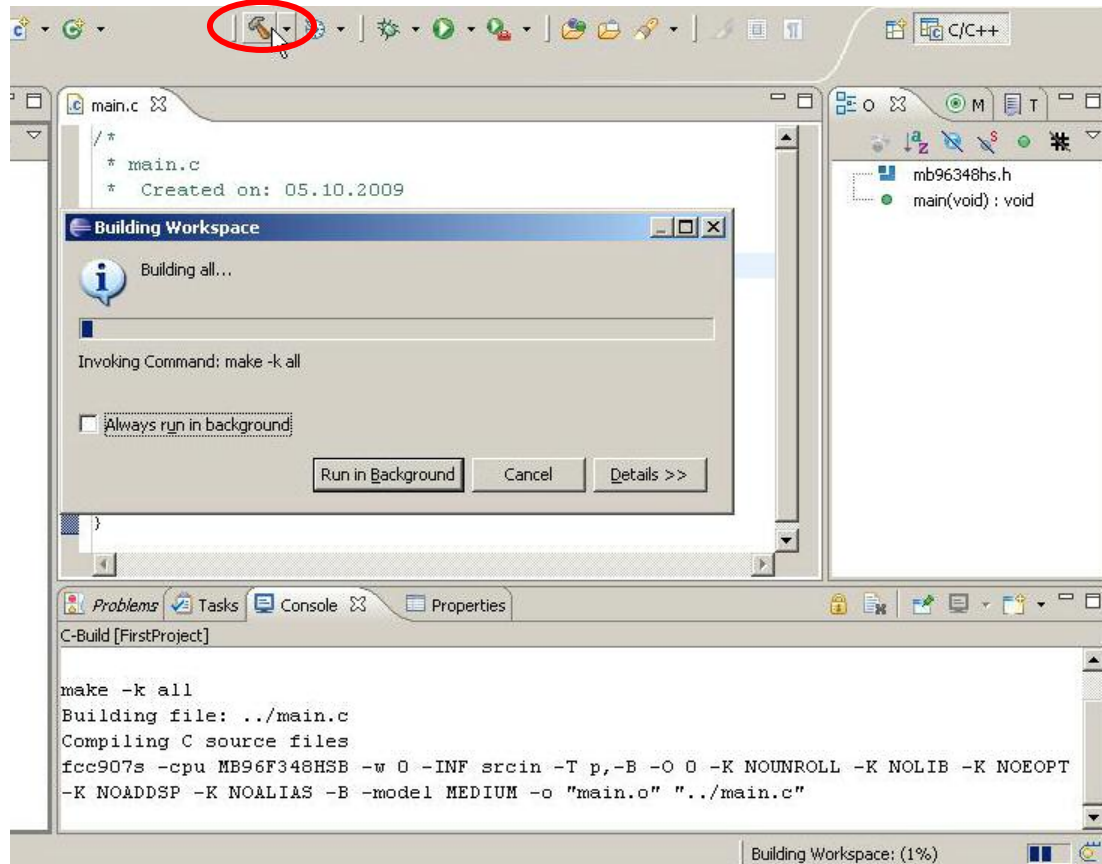 C/C++
main.c
O
M
T
/*
* main.c
* Created on: 05.10.2009
mb96348hs.h
main(void) : void
Building Workspace
Building all...
Invoking Command: make -k all
Always run in background
Run in Background
Cancel
Details >>
}
Problems
Tasks
Console
Properties
C-Build [FirstProject]
make -k all
Building file: ../main.c
Compiling C source files
fcc907s -cpu MB96F348HSB -w 0 -INF srcin -T p,-B -O 0 -K NOUNROLL -K NOLIB -K NOEOPT
-K NOADDSP -K NOALIAS -B -model MEDIUM -o "main.o" "../main.c"
Building Workspace: (1%)